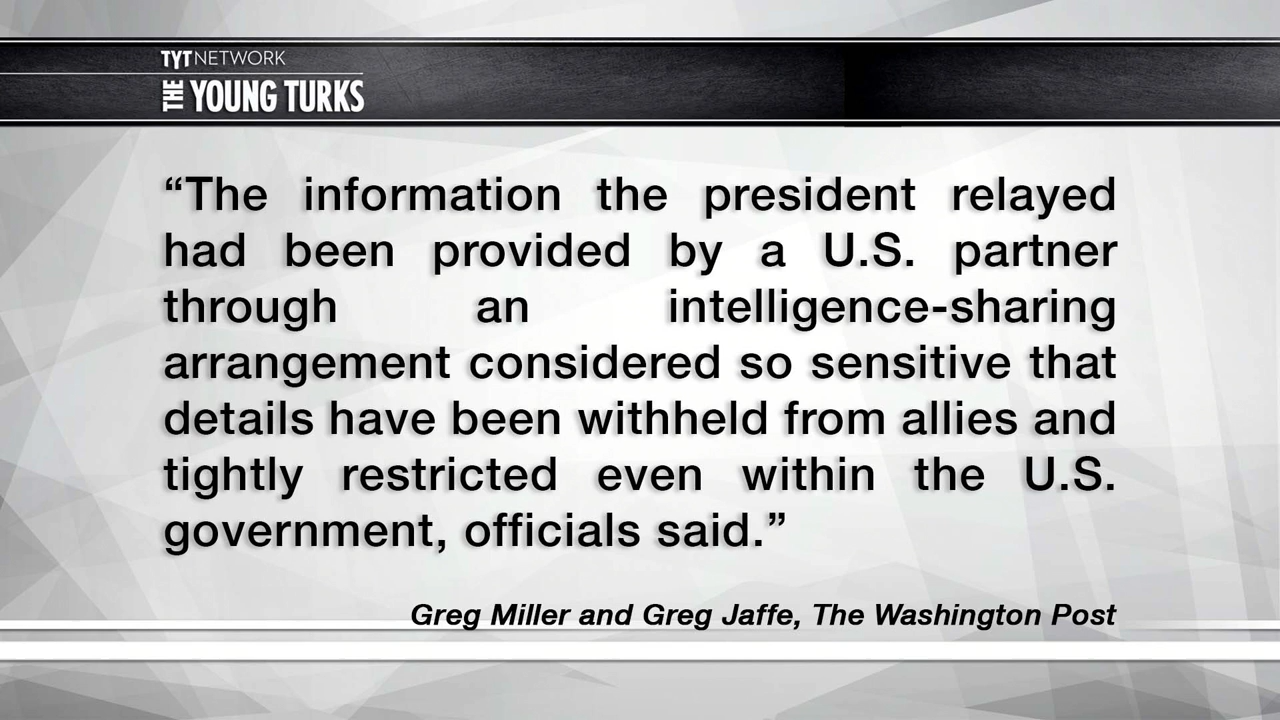 TYT NETWORK
THE YOUNG TURKS
“The information the president relayed
had been provided by a U.S. partner
through an intelligence-sharing
arrangement considered so sensitive that
details have been withheld from allies and
tightly restricted even within the U.S.
government, officials said.”
Greg Miller and Greg Jaffe, The Washington Post